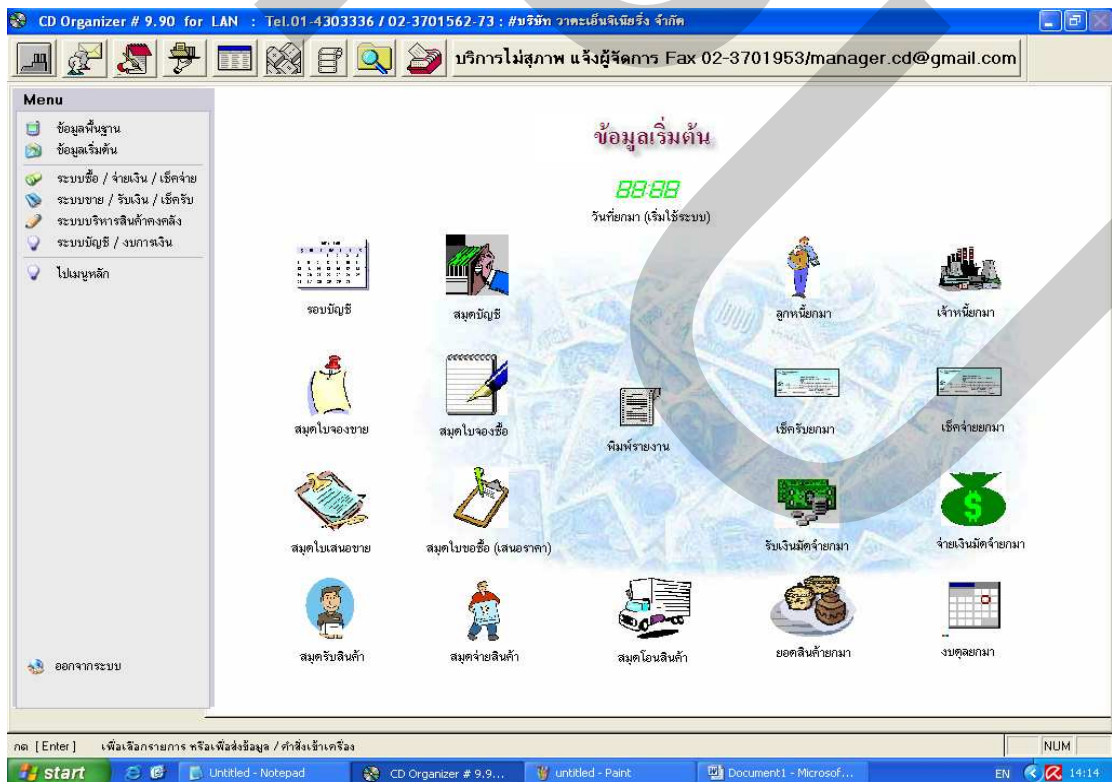 CD Organizer # 9.90 for LAN : Tel.01-4303336 / 02-3701562-73 : #บริษัท วาตะเอ็นจิเนียริ่ง จำกัด
บริการไม่สุภาพ แจ้งผู้จัดการ Fax 02-3701953/manager.cd@gmail.com
Menu
ข้อมูลพื้นฐาน
ข้อมูลเริ่มต้น
ระบบซื้อ / จ่ายเงิน / เช็คจ่าย
ระบบขาย / รับเงิน / เช็ครับ
ระบบบริหารสินค้าคงคลัง
ระบบบัญชี / งบการเงิน
ไปเมนูหลัก
ออกจากระบบ
ข้อมูลเริ่มต้น
88:88
วันที่ยกมา (เริ่มใช้ระบบ)
รอบบัญชี
สมุดบัญชี
ลูกหนี้ยกมา
เจ้าหนี้ยกมา
สมุดใบจองขาย
สมุดใบจองซื้อ
พิมพ์รายงาน
เช็ครับยกมา
เช็คจ่ายยกมา
สมุดใบเสนอขาย
สมุดใบขอซื้อ (เสนอราคา)
รับเงินมัดจำยกมา
จ่ายเงินมัดจำยกมา
สมุดรับสินค้า
สมุดจ่ายสินค้า
สมุดโอนสินค้า
ยอดสินค้ายกมา
งบดุลยกมา
กด [Enter] เพื่อเลือกรายการ หรือเพื่อส่งข้อมูล / คำสั่งเข้าเครื่อง
NUM
start
Untitled - Notepad
CD Organizer # 9.9...
untitled - Paint
Document1 - Microsof...
EN
14:14